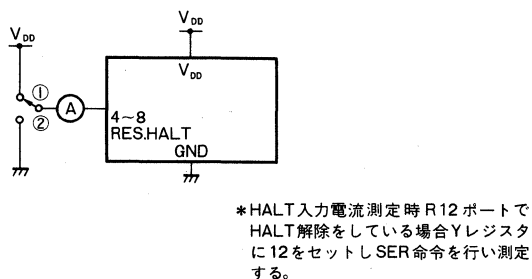 VDD
VDD
①
②
A
VDD
4~8
RES.HALT
GND
*HALT入力電流測定時R12ポートで
HALT解除をしている場合Yレジスタ
に12をセットしSER命令を行い測定
する。